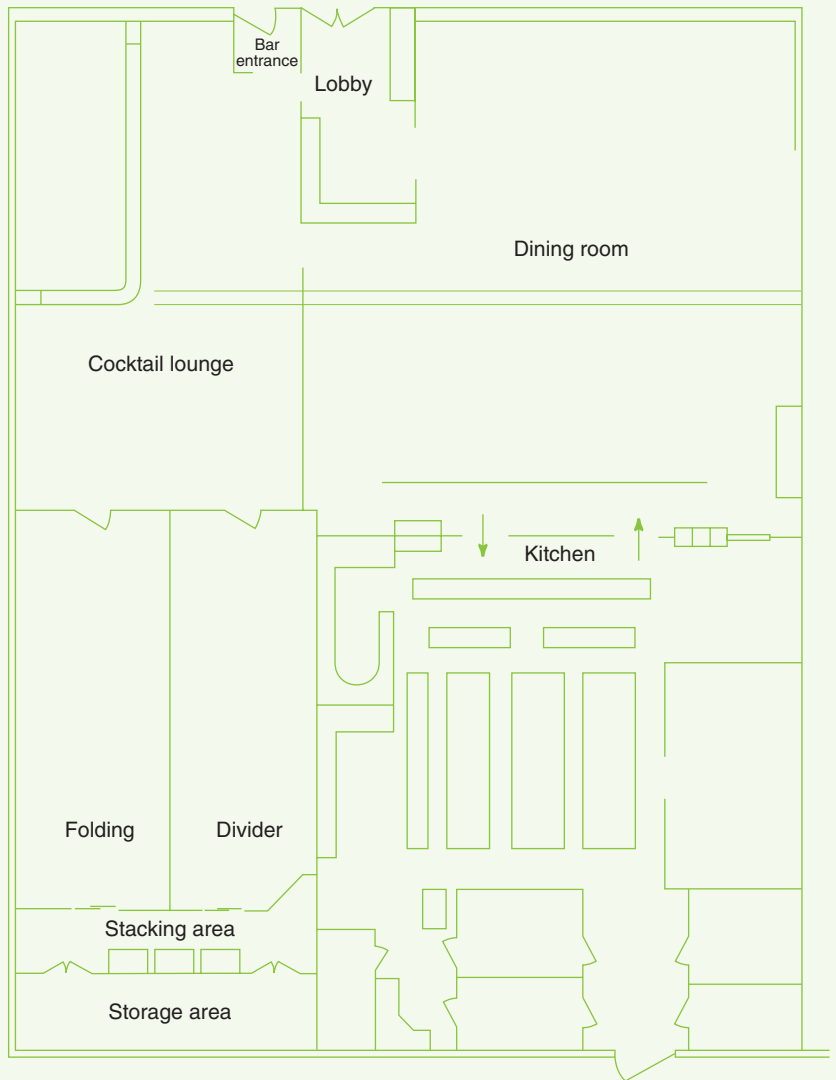 Bar
entrance
Lobby
Dining room
Cocktail lounge
Kitchen
Folding
Divider
Stacking area
Storage area